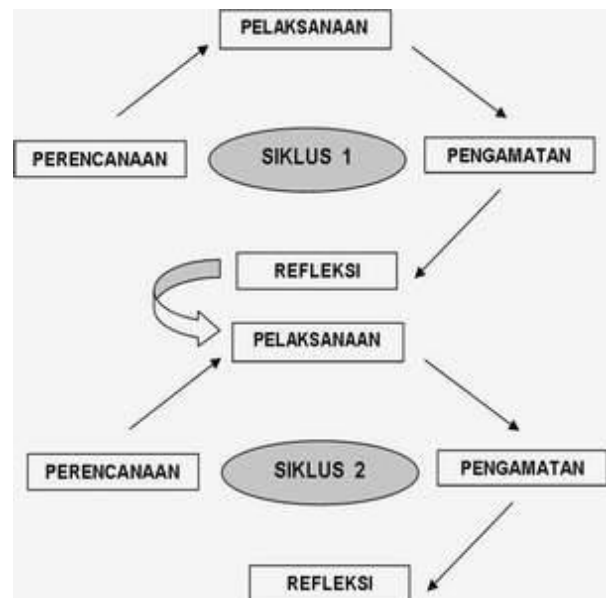 PELAKSANAAN
PERENCANAAN
SIKLUS 1
PENGAMATAN
REFLEKSI
PELAKSANAAN
PERENCANAAN
SIKLUS 2
PENGAMATAN
REFLEKSI